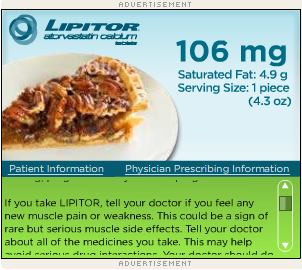 ADVERTISEMENT
LIPITOR
atorvastatin calcium
tablets
106 mg
Saturated Fat: 4.9 g
Serving Size: 1 piece
(4.3 oz)
Patient Information Physician Prescribing Information
If you take LIPITOR, tell your doctor if you feel any
new muscle pain or weakness. This could be a sign of
rare but serious muscle side effects. Tell your doctor
about all of the medicines you take. This may help
avoid serious drug interactions. Your doctor should do
ADVERTISEMENT